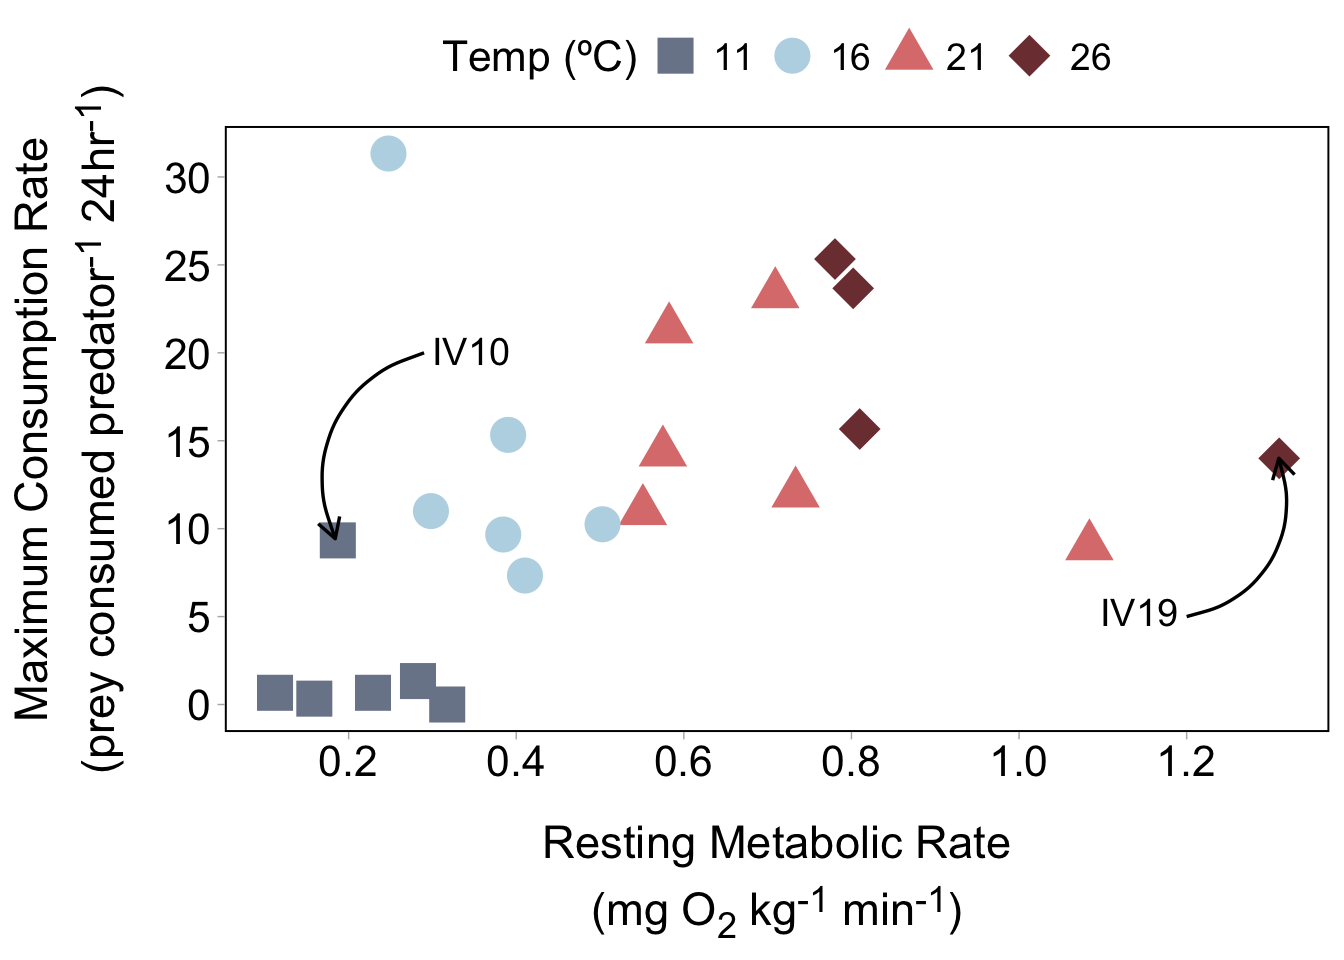 Temp (ºC) 11 16 21 26
Maximum Consumption Rate
(prey consumed predator⁻¹ 24hr⁻¹)
30
25
20
15
10
5
0
IV10
IV19
0.2 0.4 0.6 0.8 1.0 1.2
Resting Metabolic Rate
(mg O₂ kg⁻¹ min⁻¹)